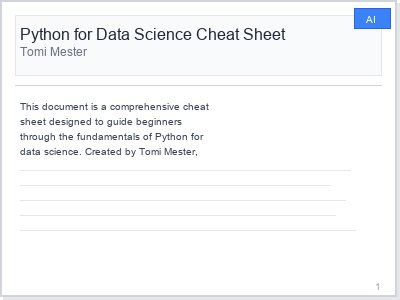 AI
Python for Data Science Cheat Sheet
Tomi Mester
This document is a comprehensive cheat
sheet designed to guide beginners
through the fundamentals of Python for
data science. Created by Tomi Mester,
1